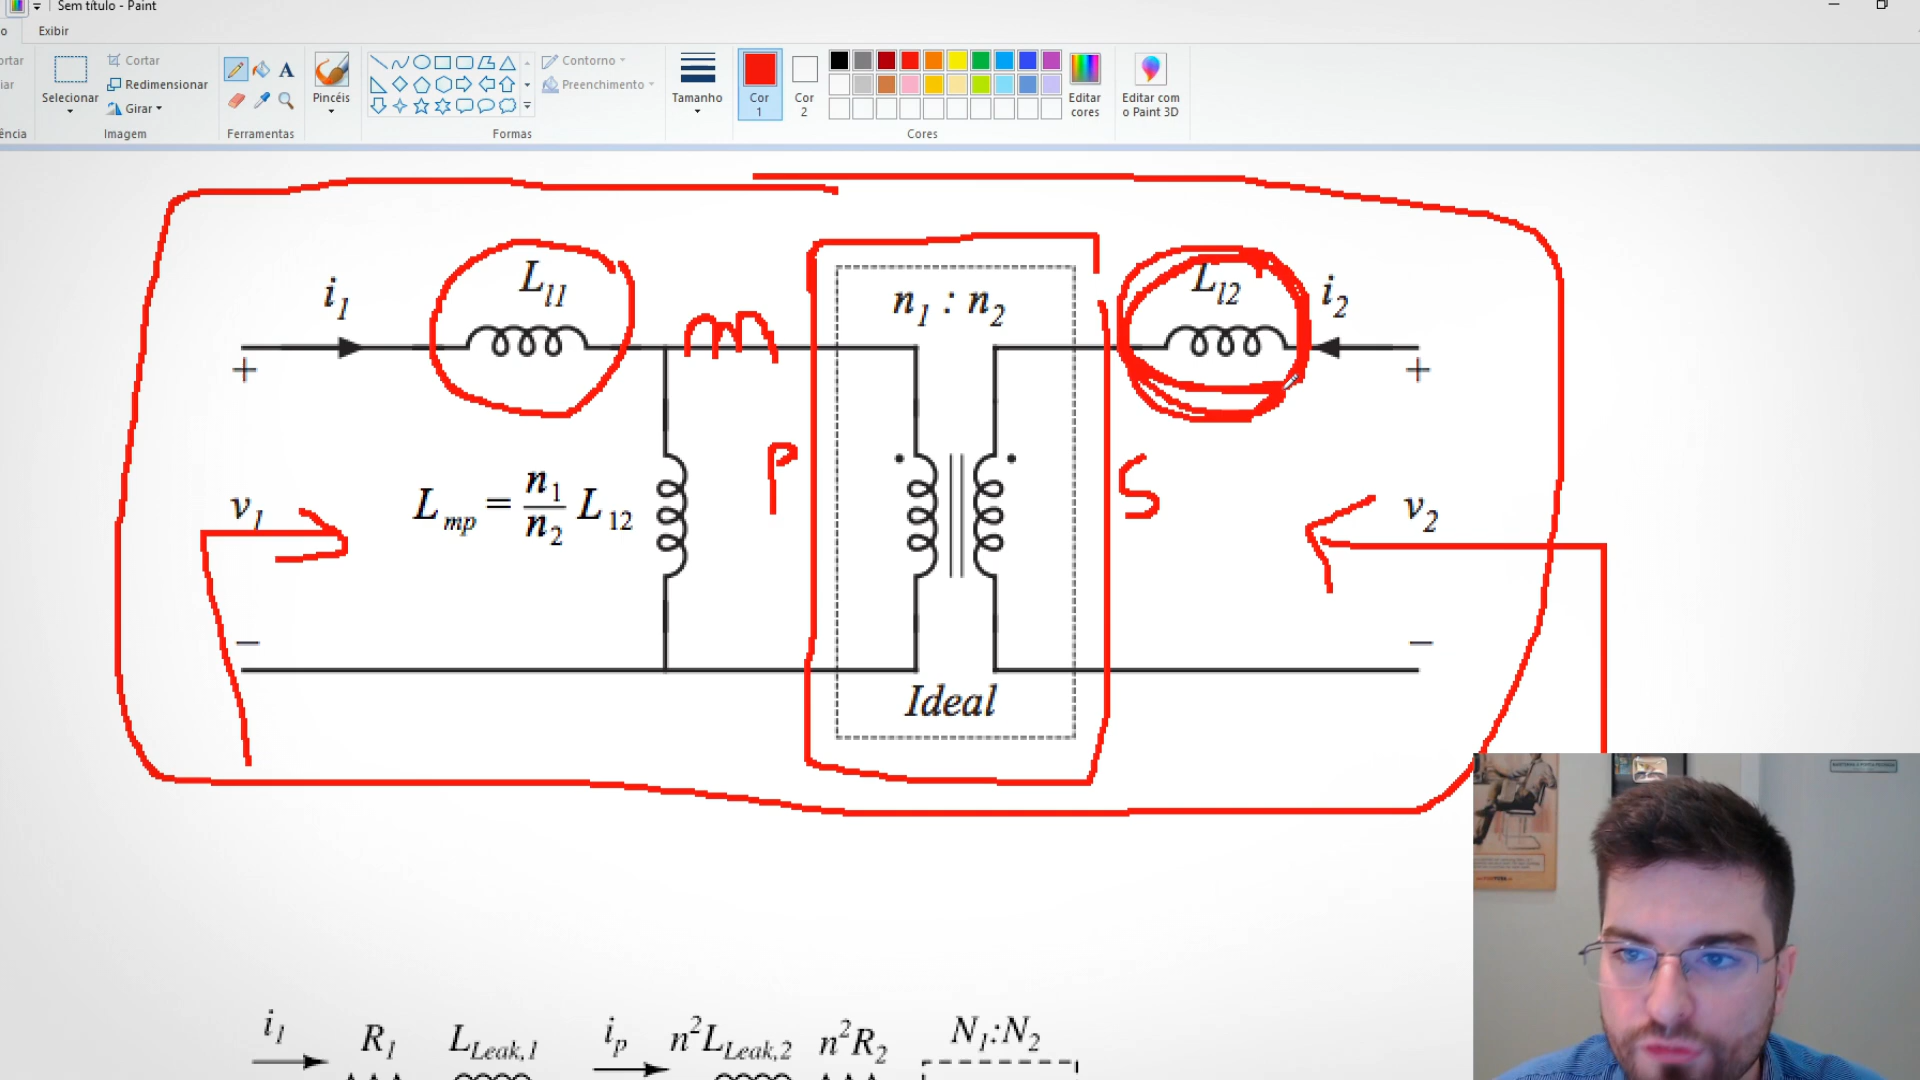 Sem título - Paint
Exibir
Selecionar
Cortar
Redimensionar
Girar
Imagem
Ferramentas
Pincéis
Contorno
Preenchimento
Formas
Tamanho
Cor
1
Cor
2
Editar
cores
Editar com
o Paint 3D
Cores
i1
Ll1
n1 : n2
Ll2
i2
+
+
P
S
v1
Lmp = n1/n2 L12
v2
−
−
Ideal
i1
R1
LLeak,1
ip
n²LLeak,2
n²R2
N1:N2